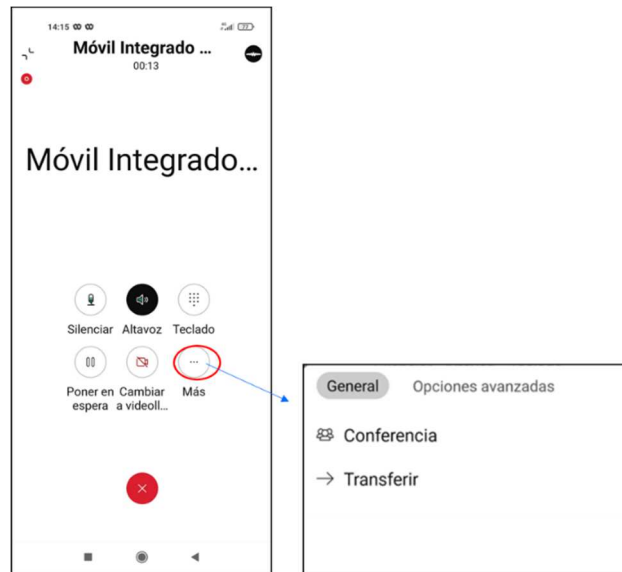 14:15
77
Móvil Integrado ...
00:13
Móvil Integrado...
Silenciar Altavoz Teclado
Poner en Cambiar Más
espera a videoll...
General Opciones avanzadas
Conferencia
Transferir